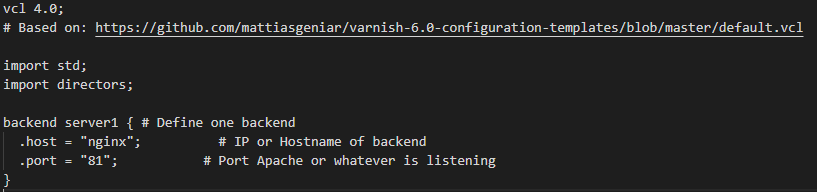 vcl 4.0;
# Based on: https://github.com/mattiasgeniar/varnish-6.0-configuration-templates/blob/master/default.vcl

import std;
import directors;

backend server1 { # Define one backend
  .host = "nginx";          # IP or Hostname of backend
  .port = "81";           # Port Apache or whatever is listening
}